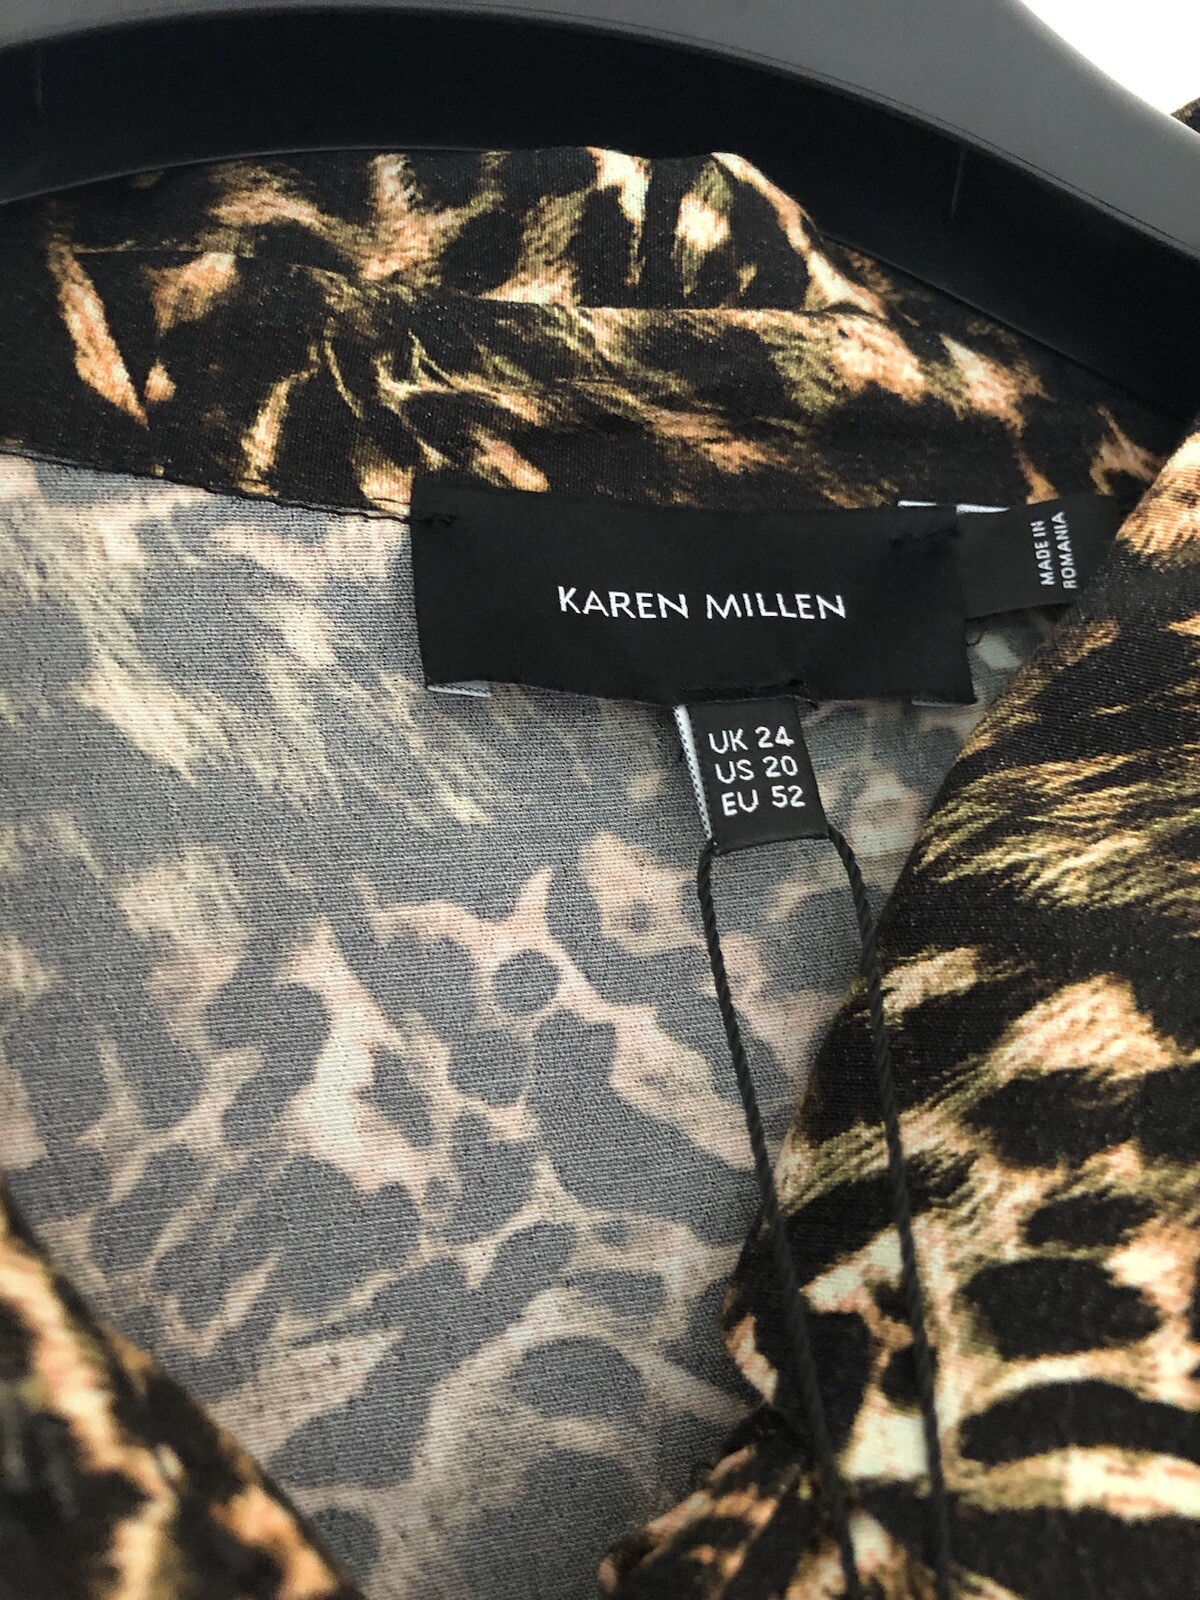 KAREN MILLEN
MADE IN
ROMANIA
UK 24
US 20
EU 52